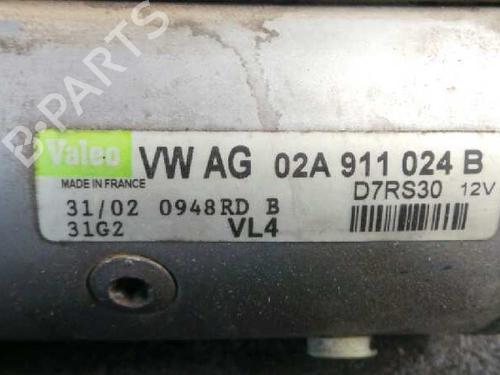 B-PARTS
Valeo VW AG 02A 911 024 B
MADE IN FRANCE D7RS30 12V
31/02 0948RD B
31G2 VL4